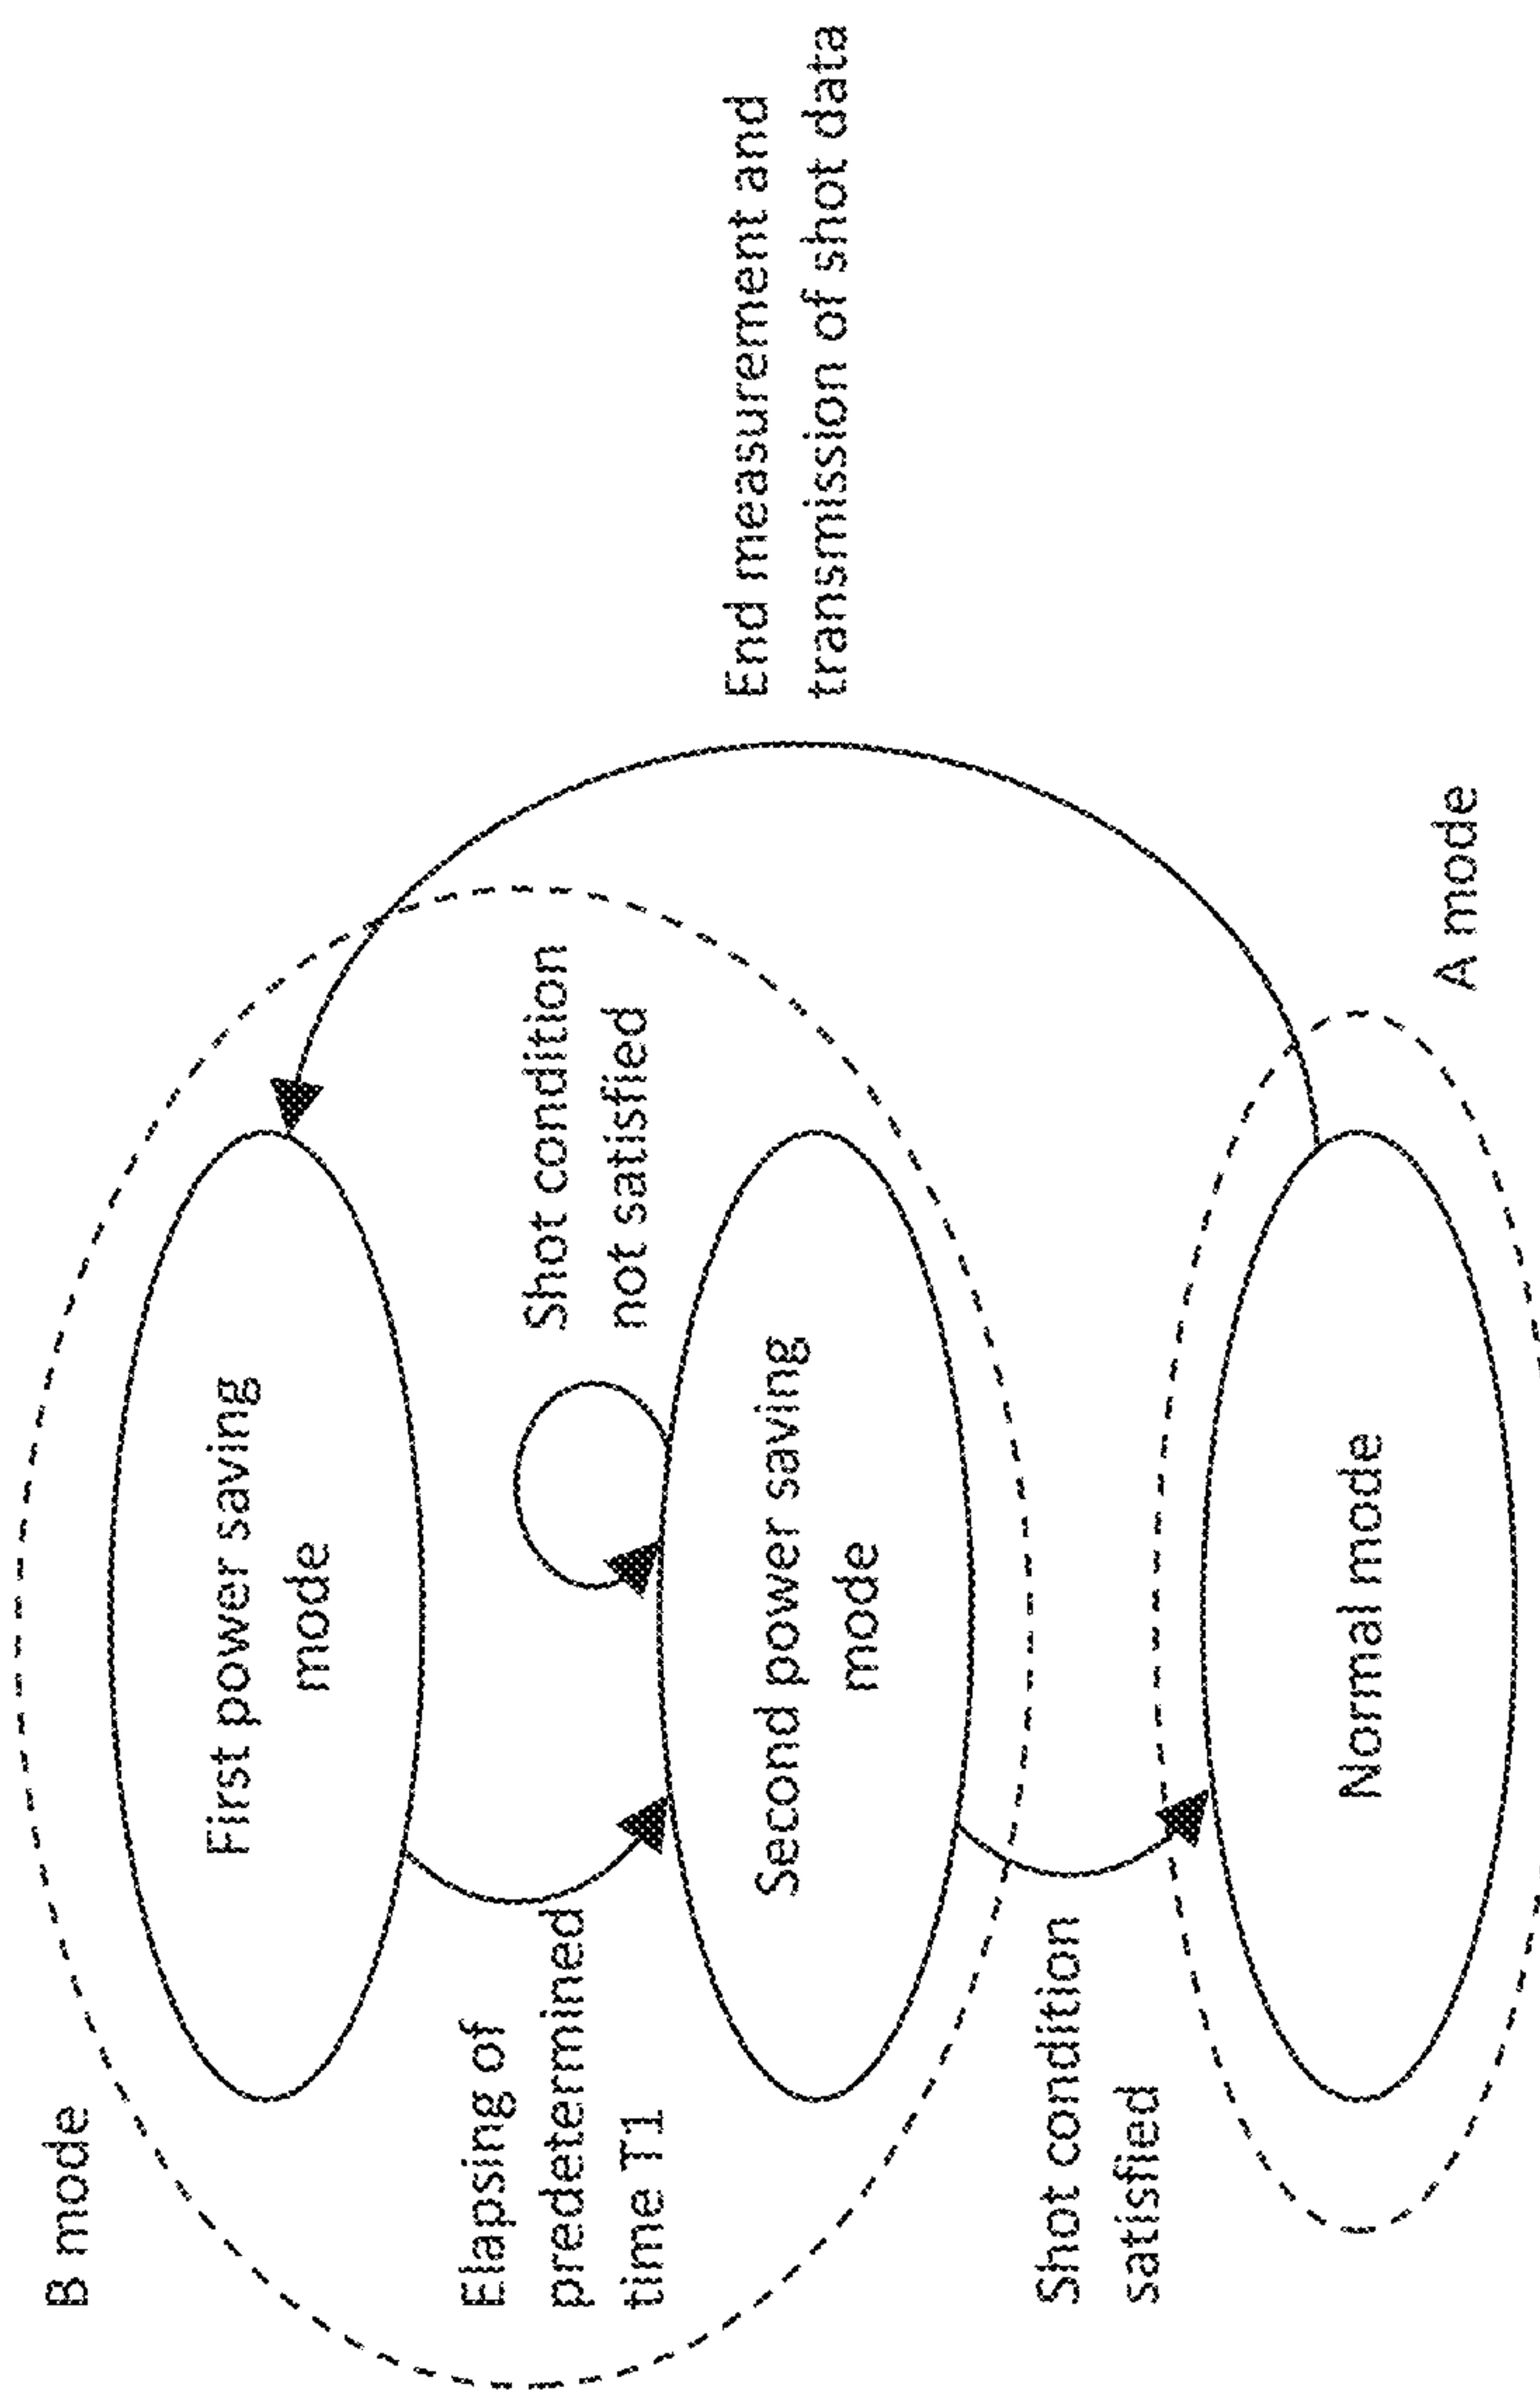 B mode
First power saving
mode
Elapsing of
predetermined
time T1
Shot condition
not satisfied
Second power saving
mode
End measurement and
transmission of shot data
Shot condition
satisfied
Normal mode
A mode